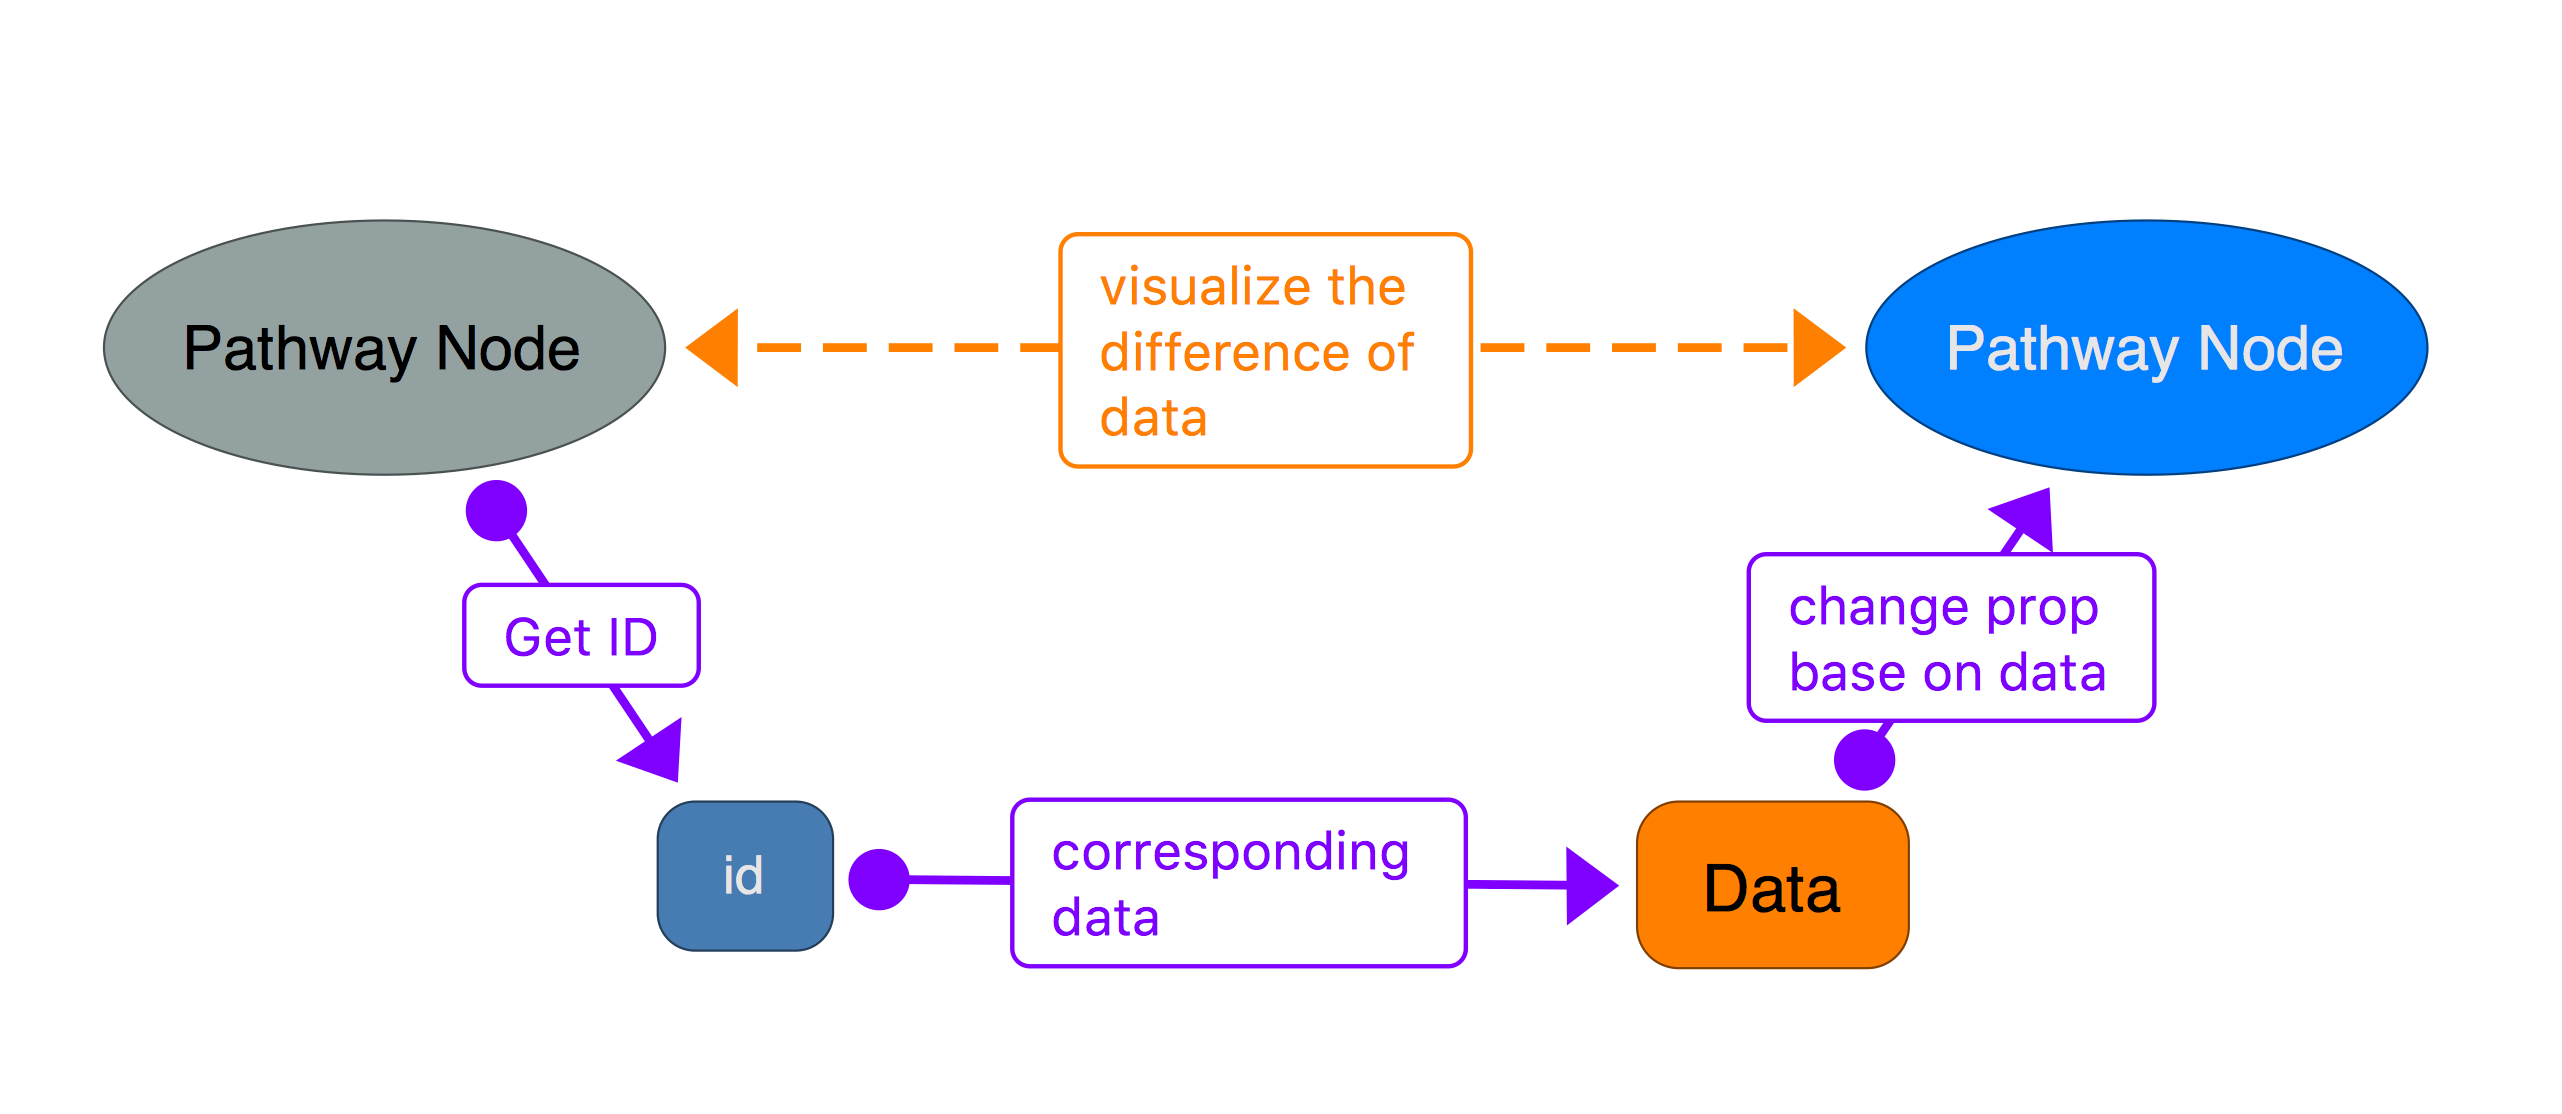 Pathway Node
visualize the
difference of
data
Pathway Node
Get ID
change prop
base on data
id
corresponding
data
Data